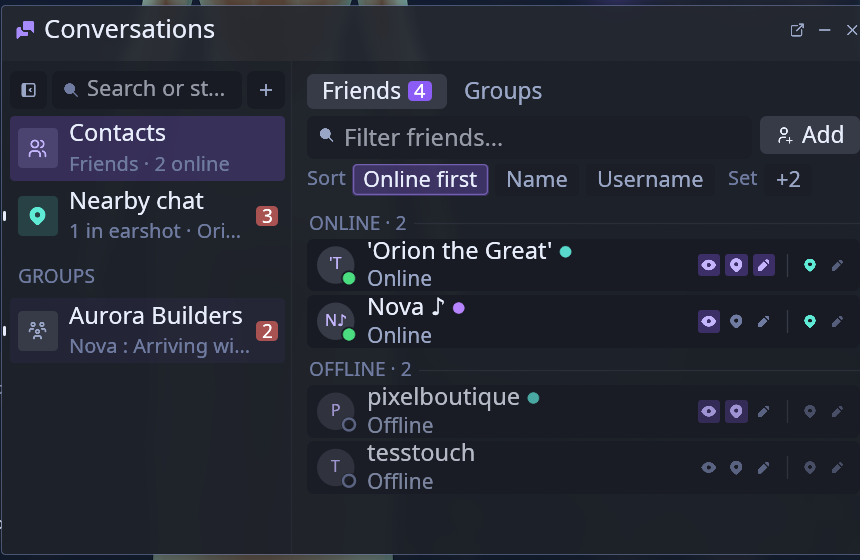 Conversations
Search or st...
Friends 4
Groups
Contacts
Friends · 2 online
Filter friends...
Add
Nearby chat
1 in earshot · Ori...
3
Sort
Online first
Name
Username
Set
+2
GROUPS
Aurora Builders
Nova : Arriving wi...
2
ONLINE · 2
'T
'Orion the Great'
Online
N♪
Nova ♪
Online
OFFLINE · 2
P
pixelboutique
Offline
T
tesstouch
Offline